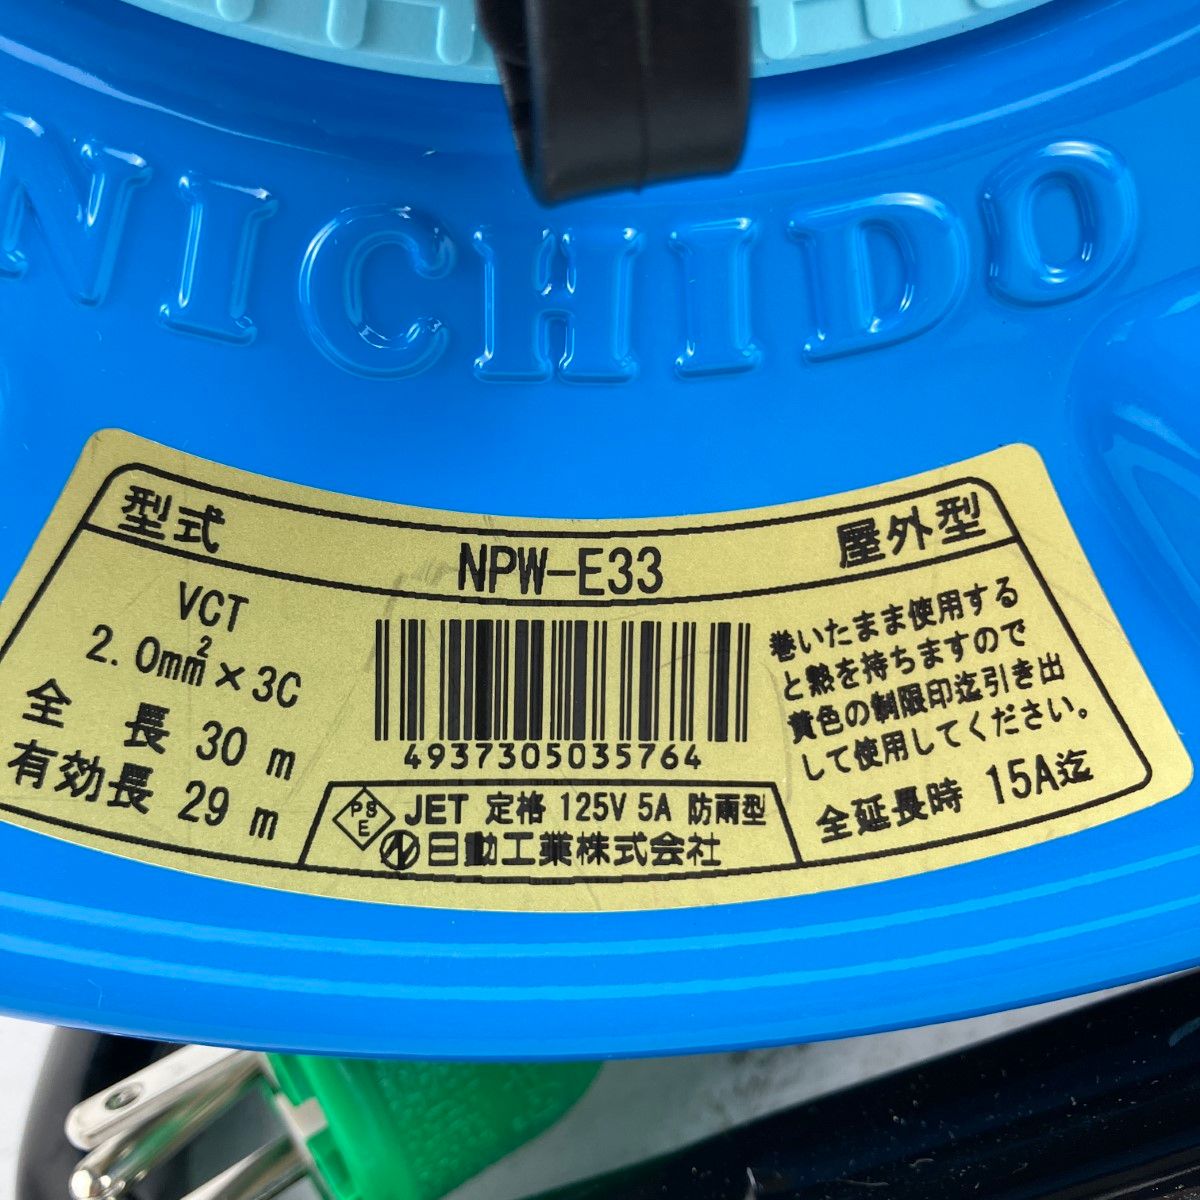 NICHIDO
型式 NPW-E33 屋外型
VCT
2.0mm²×3C
全 長 30 m
有効長 29 m
4937305035764
PSE JET 定格 125V 5A 防雨型
日動工業株式会社
巻いたまま使用する
と熱を持ちますので
黄色の制限印迄引き出
して使用してください。
全延長時 15A迄